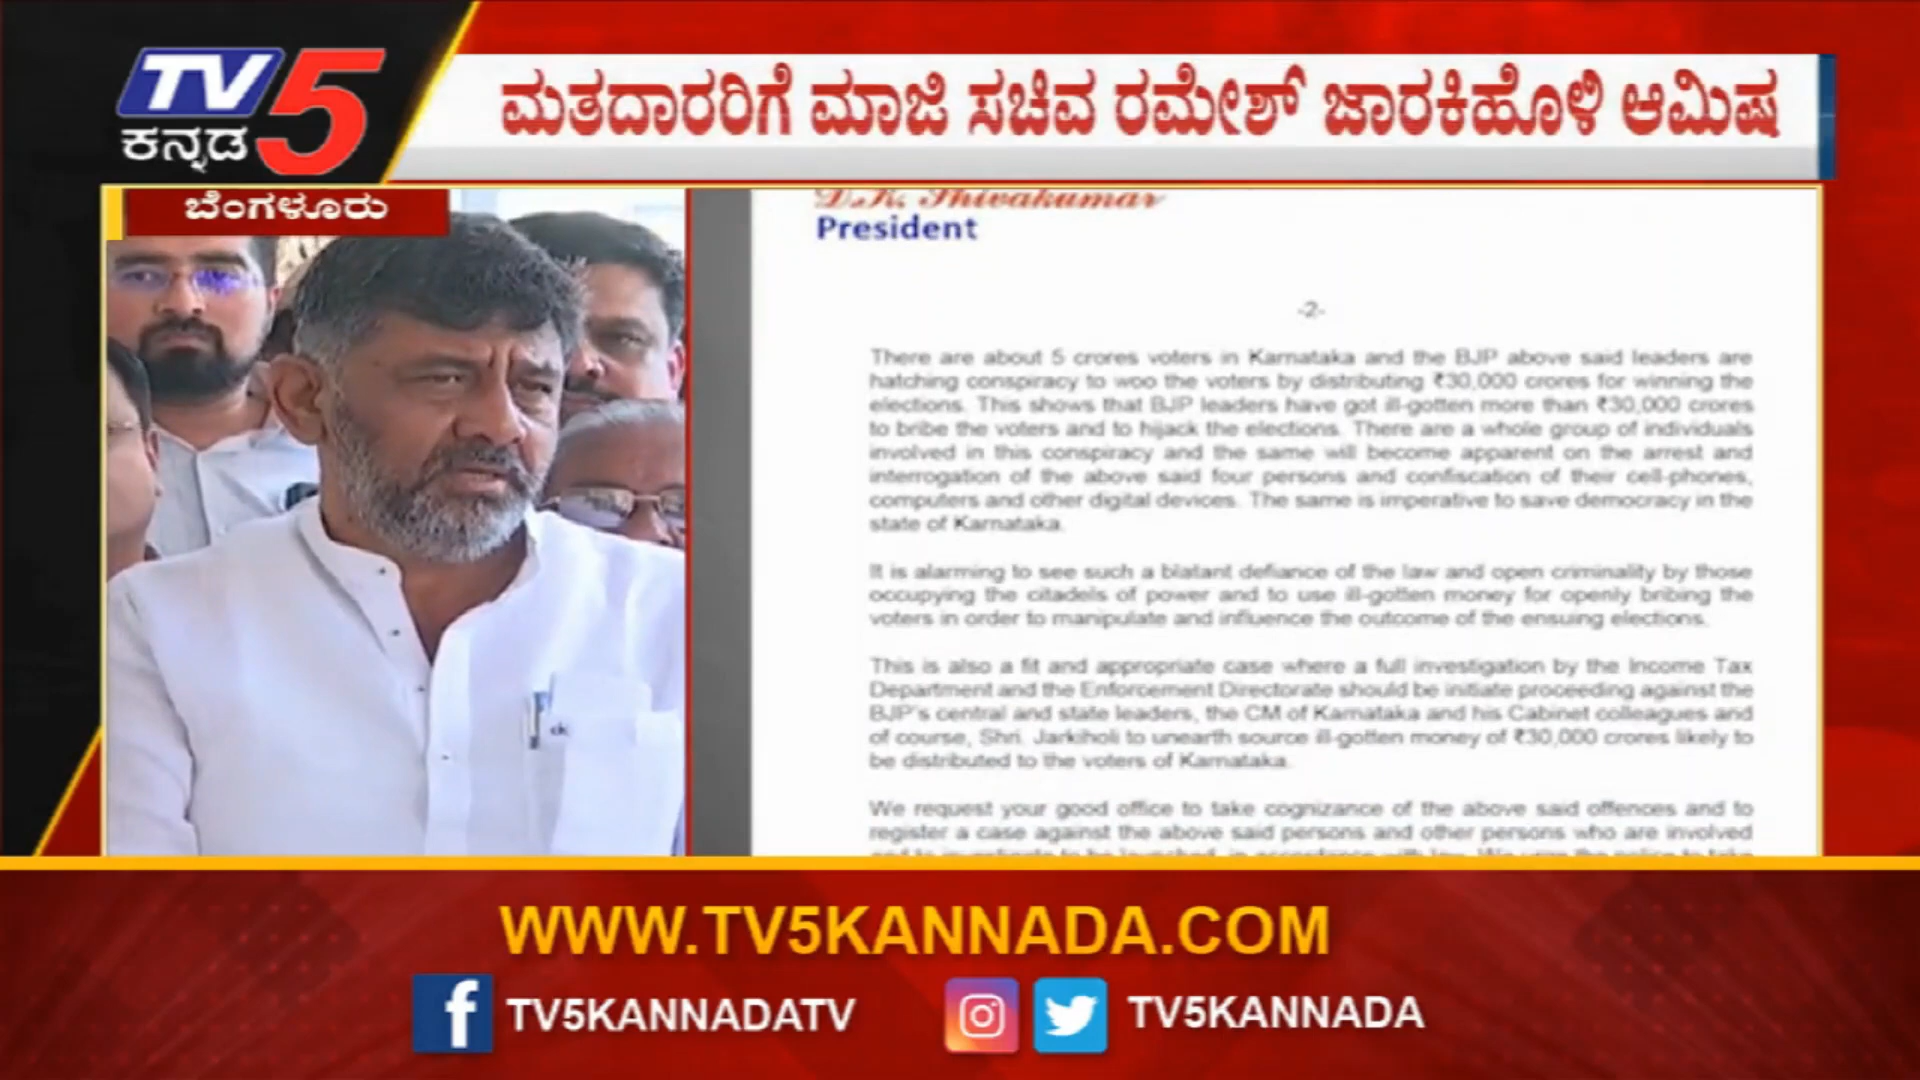 TV5
ಕನ್ನಡ
ಮತದಾರರಿಗೆ ಮಾಜಿ ಸಚಿವ ರಮೇಶ್ ಜಾರಕಿಹೊಳಿ ಆಮಿಷ
ಬೆಂಗಳೂರು
D.K. Shivakumar
President
-2-
There are about 5 crores voters in Karnataka and the BJP above said leaders are
hatching conspiracy to woo the voters by distributing ₹30,000 crores for winning the
elections. This shows that BJP leaders have got ill-gotten more than ₹30,000 crores
to bribe the voters and to hijack the elections. There are a whole group of individuals
involved in this conspiracy and the same will become apparent on the arrest and
interrogation of the above said four persons and confiscation of their cell-phones,
computers and other digital devices. The same is imperative to save democracy in the
state of Karnataka.
It is alarming to see such a blatant defiance of the law and open criminality by those
occupying the citadels of power and to use ill-gotten money for openly bribing the
voters in order to manipulate and influence the outcome of the ensuing elections.
This is also a fit and appropriate case where a full investigation by the Income Tax
Department and the Enforcement Directorate should be initiate proceeding against the
BJP's central and state leaders, the CM of Karnataka and his Cabinet colleagues and
of course, Shri. Jarkiholi to unearth source ill-gotten money of ₹30,000 crores likely to
be distributed to the voters of Karnataka.
We request your good office to take cognizance of the above said offences and to
register a case against the above said persons and other persons who are involved
WWW.TV5KANNADA.COM
TV5KANNADATV
TV5KANNADA